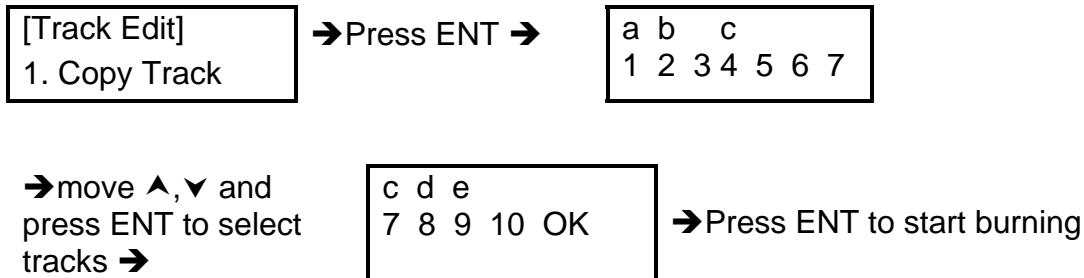 [Track Edit]
1. Copy Track
➔Press ENT ➔
a b c
1 2 3 4 5 6 7
➔move ⮝,⮟ and
press ENT to select
tracks ➔
c d e
7 8 9 10 OK
➔Press ENT to start burning